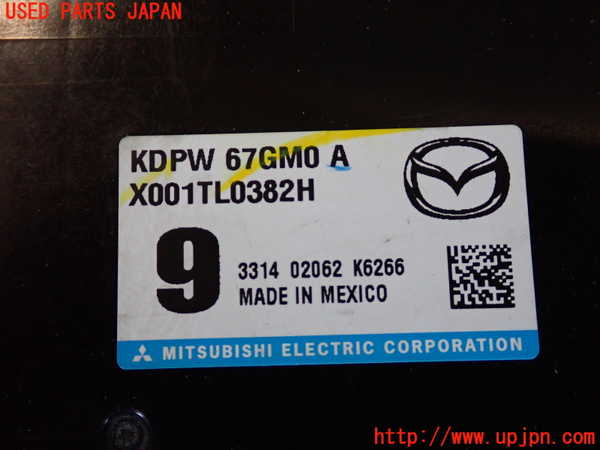 USED PARTS JAPAN
KDPW 67GM0 A
X001TL0382H
9
3314 02062 K6266
MADE IN MEXICO
MITSUBISHI ELECTRIC CORPORATION
UPJ
http://www.upjpn.com/